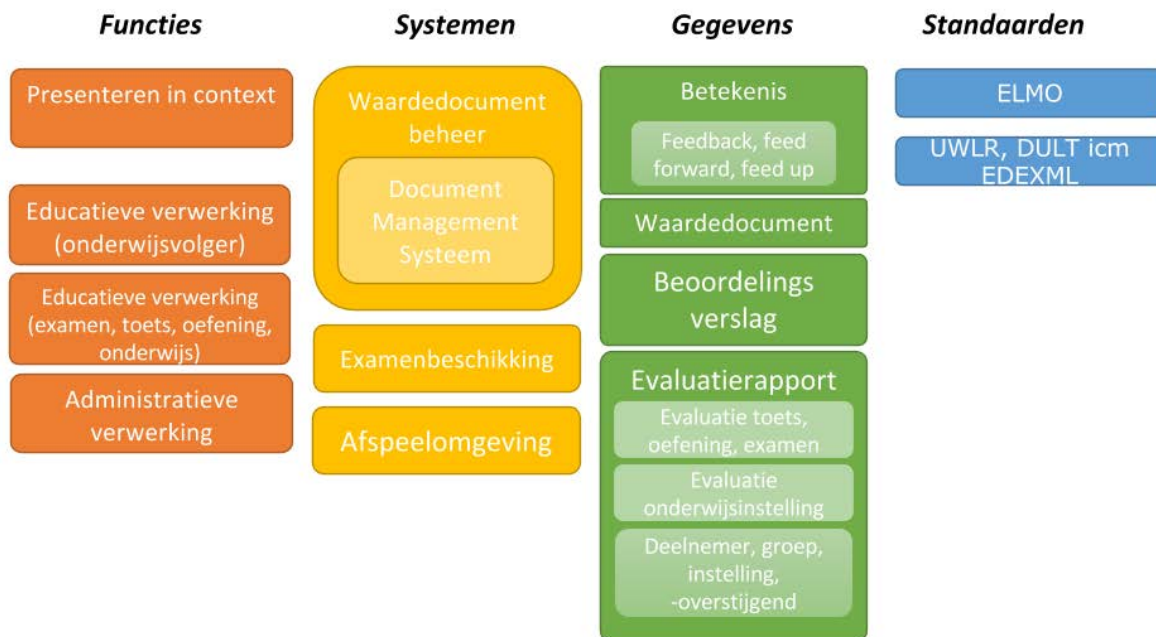 Functies
Systemen
Gegevens
Standaarden
Presenteren in context
Educatieve verwerking
(onderwijsvolger)
Educatieve verwerking
(examen, toets, oefening,
onderwijs)
Administratieve
verwerking
Waardedocument
beheer
Document
Management
Systeem
Examenbeschikking
Afspeelomgeving
Betekenis
Feedback, feed
forward, feed up
Waardedocument
Beoordelings
verslag
Evaluatierapport
Evaluatie toets,
oefening, examen
Evaluatie
onderwijsinstelling
Deelnemer, groep,
instelling,
-overstijgend
ELMO
UWLR, DULT icm
EDEXML